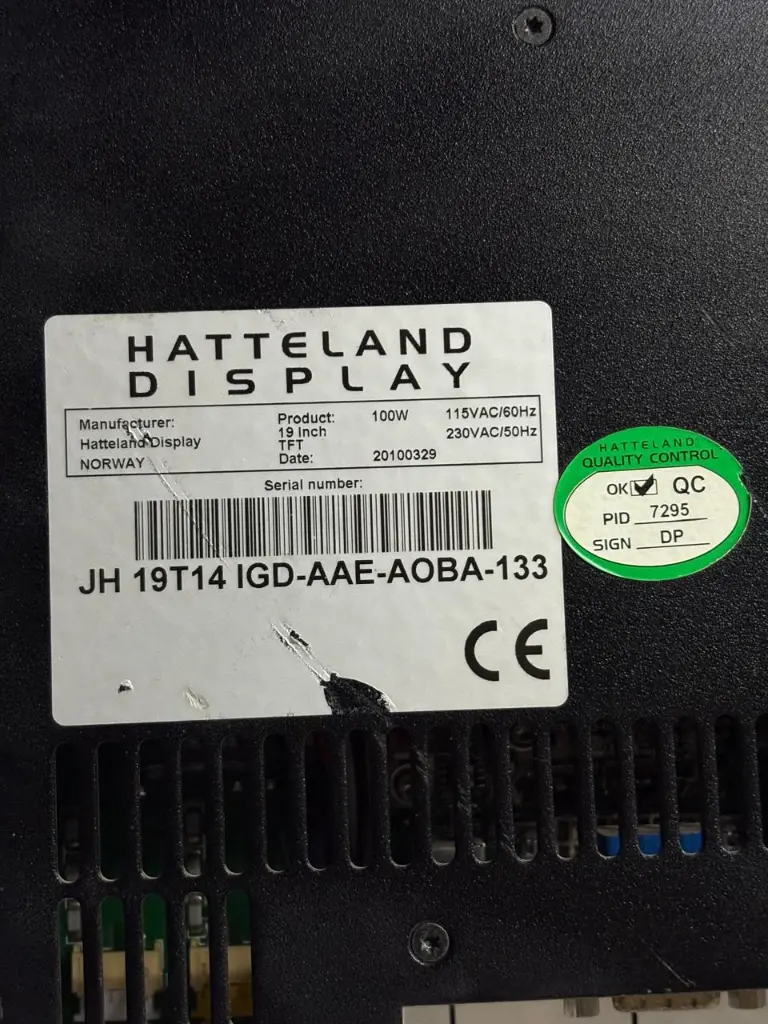 HATTELAND
DISPLAY
Manufacturer:
Hatteland Display
NORWAY
Product: 100W 115VAC/60Hz
19 Inch 230VAC/50Hz
TFT
Date: 20100329
Serial number:
JH 19T14 IGD-AAE-AOBA-133
CE
HATTELAND
QUALITY CONTROL
OK QC
PID 7295
SIGN DP